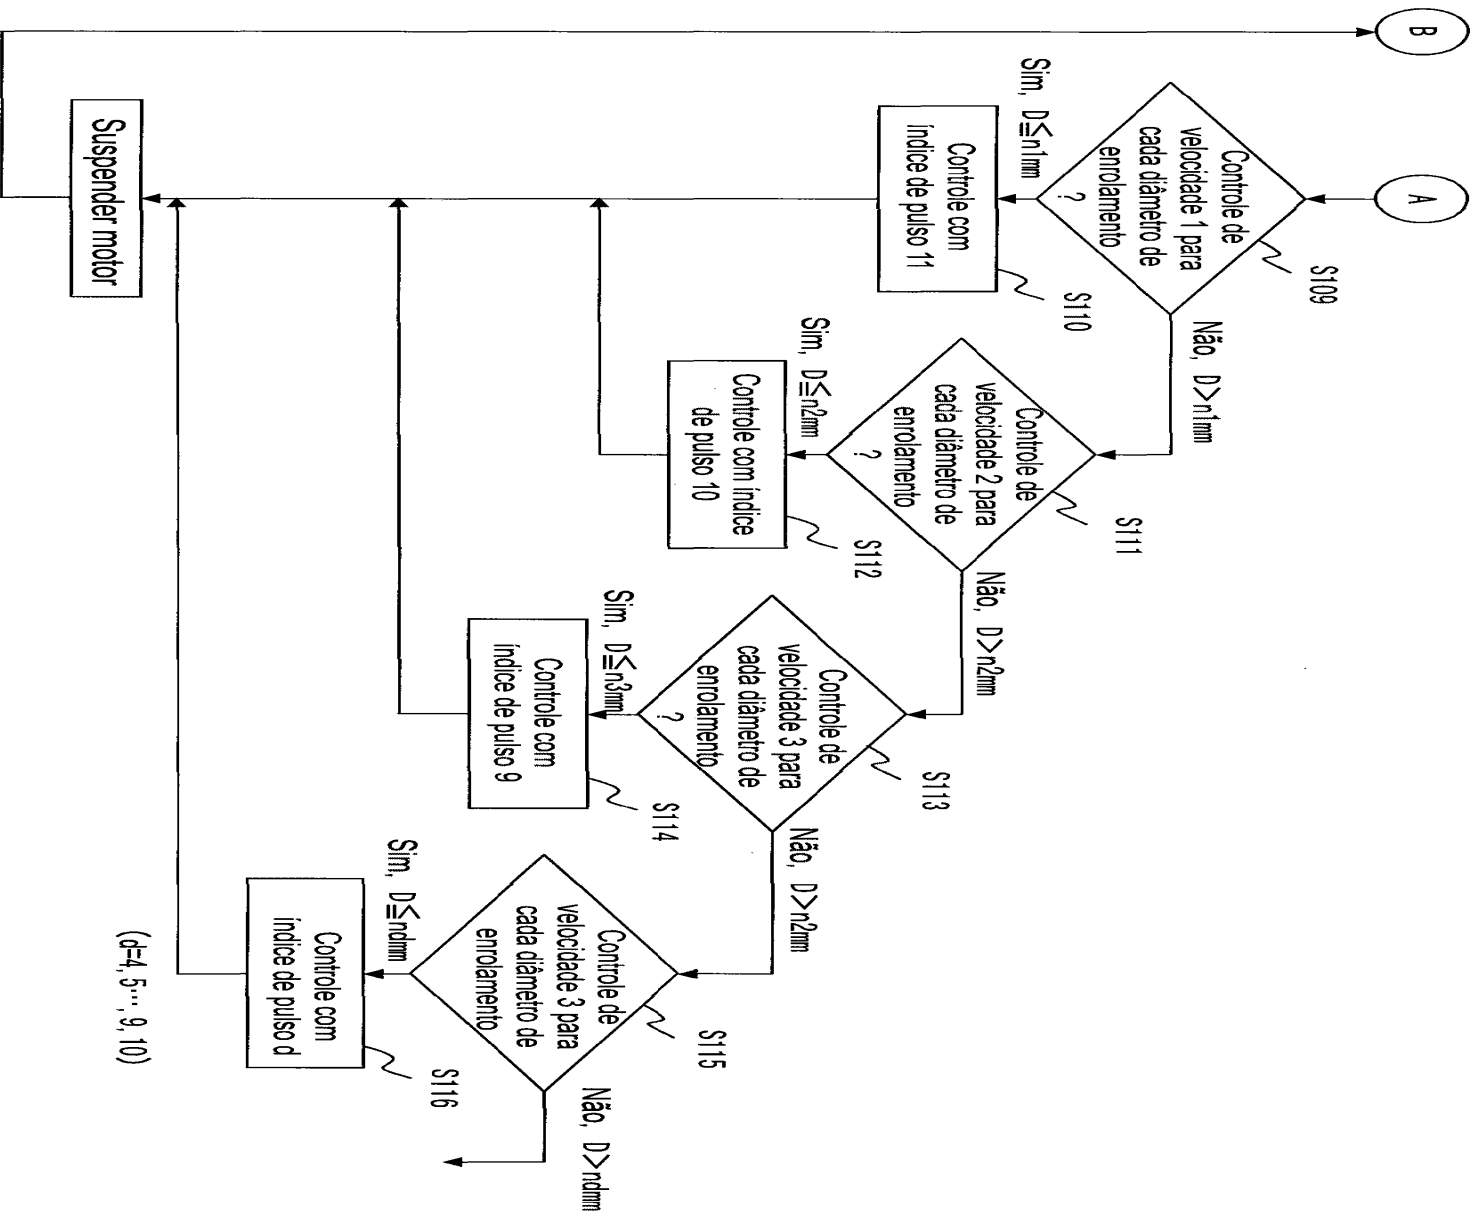 A
B
Controle de
velocidade 1 para
cada diâmetro de
enrolamento
?
S109
Sim, D≦n1mm
Não, D>n1mm
Controle com
índice de pulso 11
S110
Controle de
velocidade 2 para
cada diâmetro de
enrolamento
?
S111
Sim, D≦n2mm
Não, D>n2mm
Controle com índice
de pulso 10
S112
Controle de
velocidade 3 para
cada diâmetro de
enrolamento
?
S113
Sim, D≦n3mm
Não, D>n2mm
Controle com
índice de pulso 9
S114
Controle de
velocidade 3 para
cada diâmetro de
enrolamento
S115
Sim, D≦ndmm
Não, D>ndmm
Controle com
índice de pulso d
S116
(d=4, 5···, 9, 10)
Suspender motor